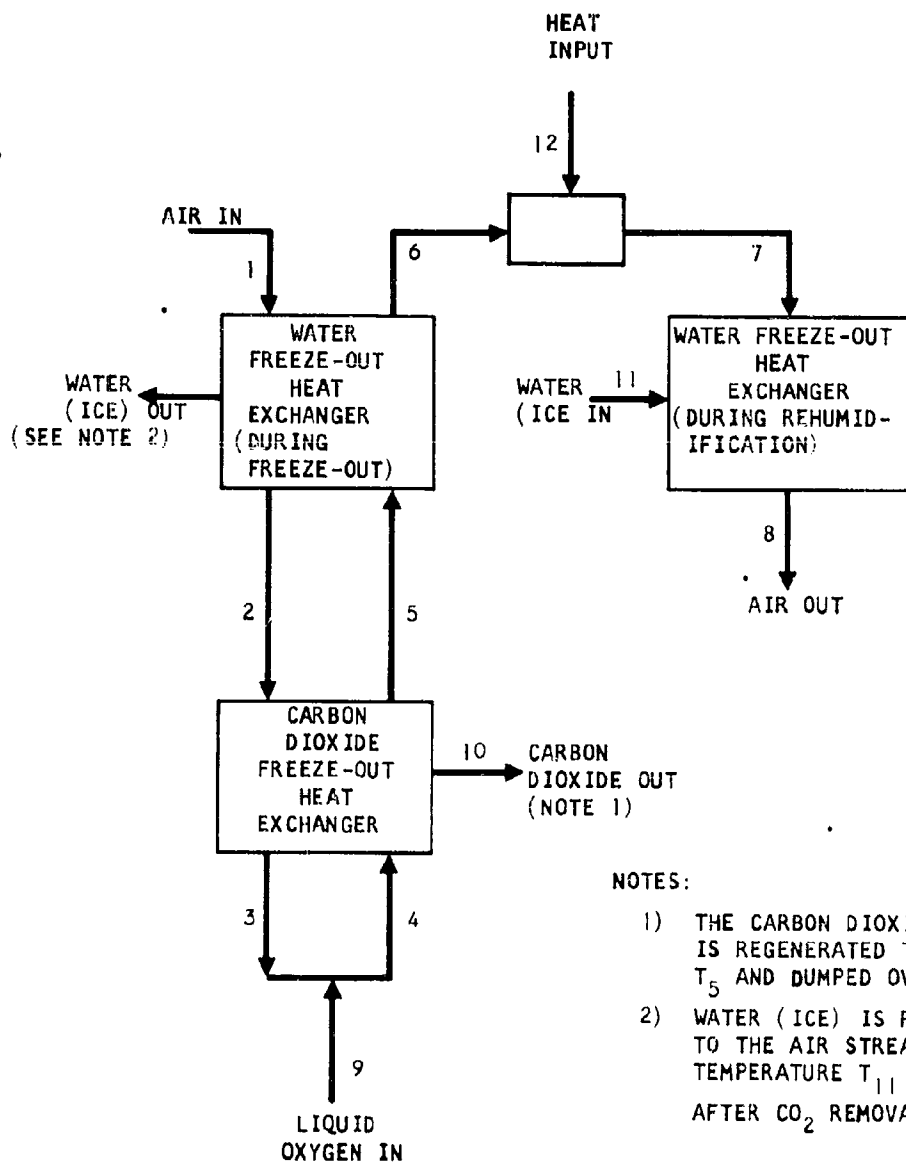 HEAT
INPUT
12
AIR IN
6
7
1
WATER
FREEZE-OUT
HEAT
EXCHANGER
(DURING
FREEZE-OUT)
WATER FREEZE-OUT
HEAT
EXCHANGER
(DURING REHUMID-
IFICATION)
WATER
(ICE) OUT
(SEE NOTE 2)
WATER
(ICE IN
11
8
AIR OUT
2
5
CARBON
DIOXIDE
FREEZE-OUT
HEAT
EXCHANGER
10
CARBON
DIOXIDE OUT
(NOTE 1)
3
4
9
LIQUID
OXYGEN IN
NOTES:
1) THE CARBON DIOXI
IS REGENERATED
T5 AND DUMPED OV
2) WATER (ICE) IS
TO THE AIR STREA
TEMPERATURE T11
AFTER CO2 REMOVA